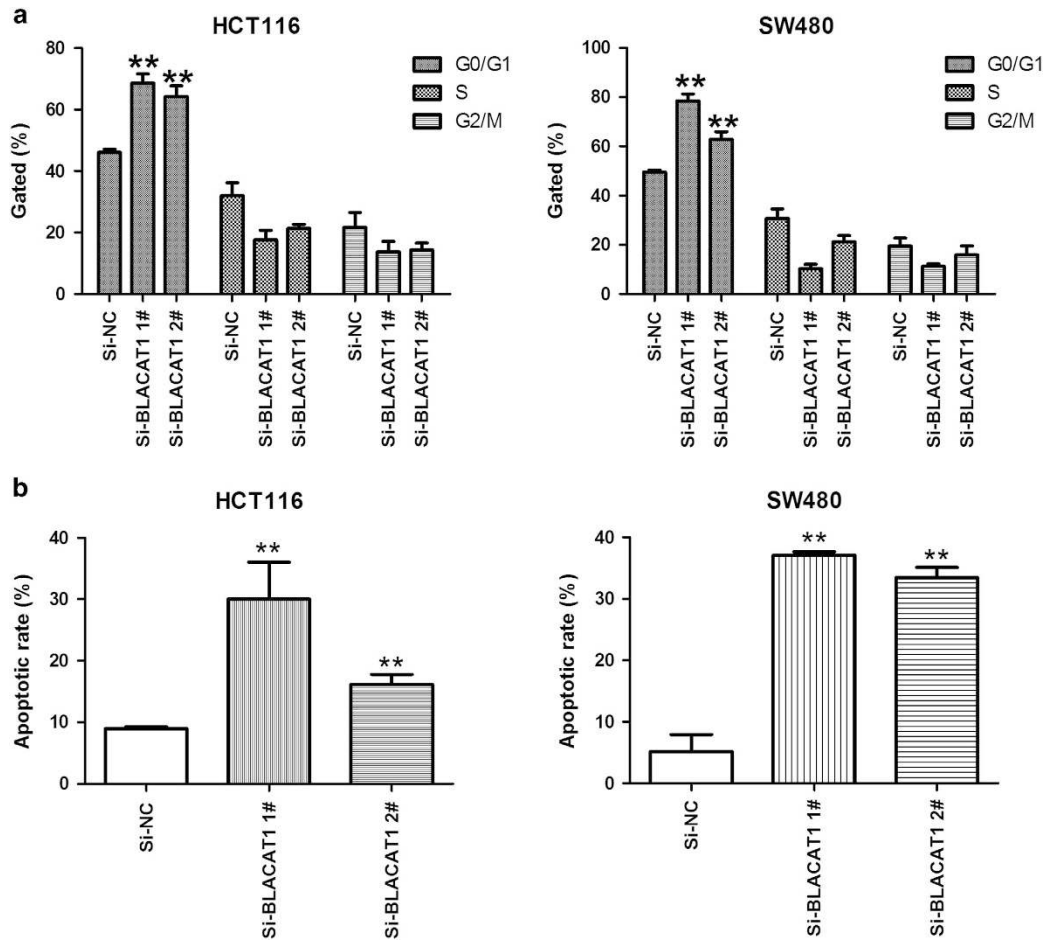 a
HCT116
Gated (%)
80
60
40
20
0
** **
G0/G1
S
G2/M
Si-NC
Si-BLACAT1 1#
Si-BLACAT1 2#
Si-NC
Si-BLACAT1 1#
Si-BLACAT1 2#
Si-NC
Si-BLACAT1 1#
Si-BLACAT1 2#
SW480
Gated (%)
100
80
60
40
20
0
**
**
G0/G1
S
G2/M
Si-NC
Si-BLACAT1 1#
Si-BLACAT1 2#
Si-NC
Si-BLACAT1 1#
Si-BLACAT1 2#
Si-NC
Si-BLACAT1 1#
Si-BLACAT1 2#
b
HCT116
Apoptotic rate (%)
40
30
20
10
0
**
**
Si-NC
Si-BLACAT1 1#
Si-BLACAT1 2#
SW480
Apoptotic rate (%)
40
30
20
10
0
**
**
Si-NC
Si-BLACAT1 1#
Si-BLACAT1 2#